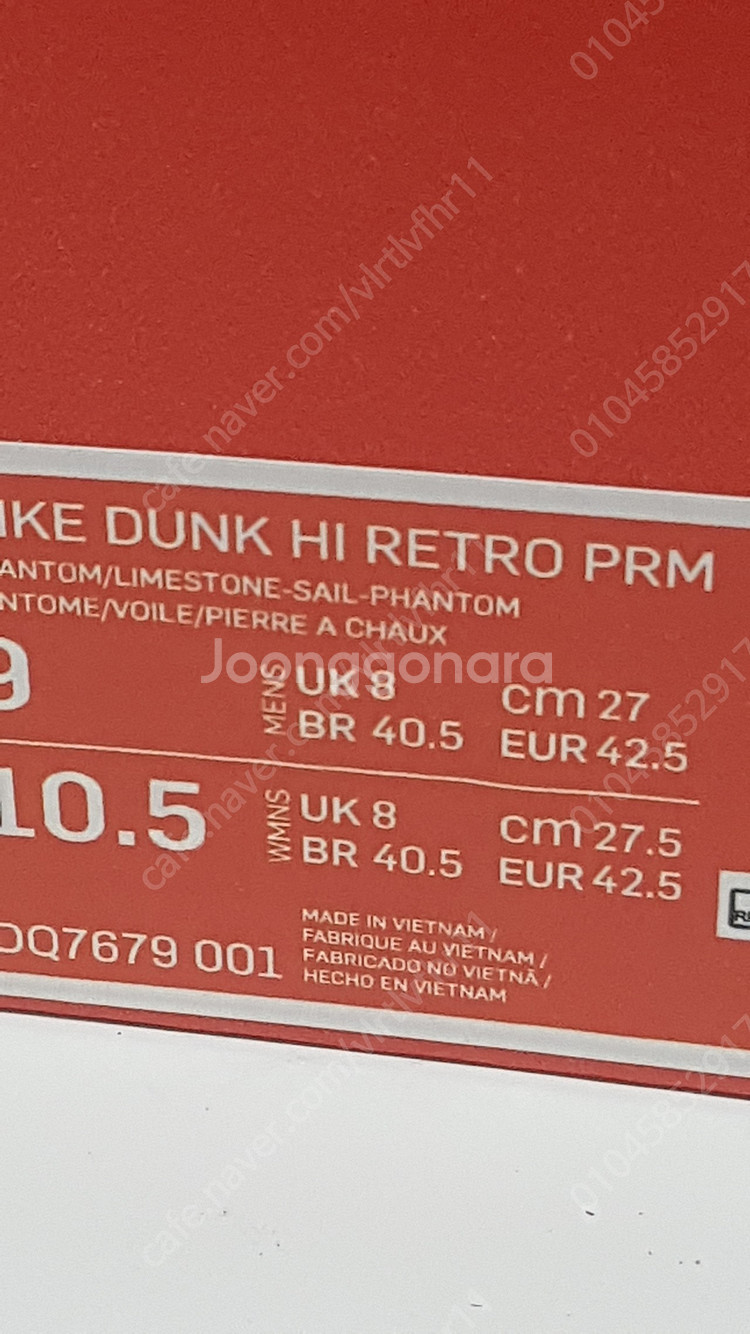 IKE DUNK HI RETRO PRM
ANTOM/LIMESTONE-SAIL-PHANTOM
NTOME/VOILE/PIERRE A CHAUX
Joonggonara
9
MENS
UK 8
cm 27
BR 40.5
EUR 42.5
10.5
WMNS
UK 8
cm 27.5
BR 40.5
EUR 42.5
DQ7679 001
MADE IN VIETNAM /
FABRIQUE AU VIETNAM /
FABRICADO NO VIETNÃ /
HECHO EN VIETNAM
cafe.naver.com/vlrtlvfhr11
01045852917